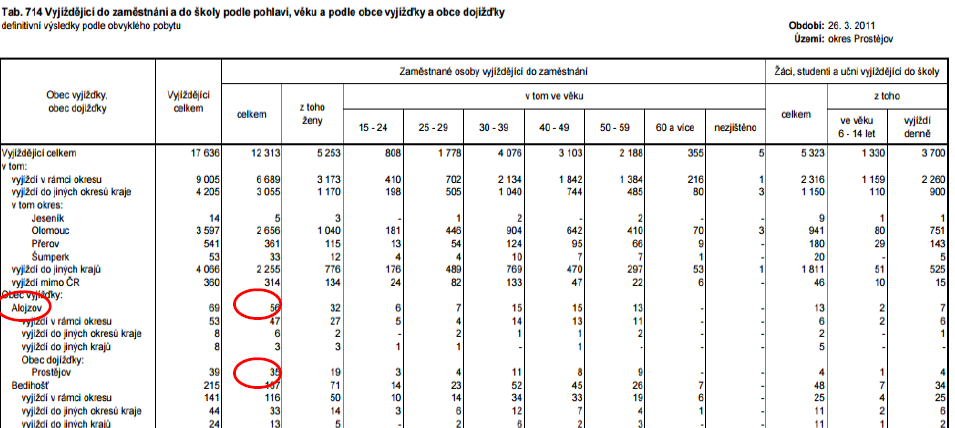 Tab. 714 Vyjíždějící do zaměstnání a do školy podle pohlaví, věku a podle obce vyjížďky a obce dojížďky
definitivní výsledky podle obvyklého pobytu
Období: 26. 3. 2011
Území: okres Prostějov
Obec vyjížďky, obec dojížďky Vyjíždějící celkem Zaměstnané osoby vyjíždějící do zaměstnání Žáci, studenti a učni vyjíždějící do školy
celkem z toho ženy v tom ve věku celkem z toho
15 - 24 25 - 29 30 - 39 40 - 49 50 - 59 60 a více nezjištěno ve věku 6 - 14 let vyjíždí denně
Vyjíždějící celkem 17 636 12 313 5 253 808 1 778 4 076 3 103 2 188 355 5 5 323 1 330 3 700
v tom:
vyjíždí v rámci okresu 9 005 6 689 3 173 410 702 2 134 1 842 1 384 216 1 2 316 1 159 2 260
vyjíždí do jiných okresů kraje 4 205 3 055 1 170 198 505 1 040 744 485 80 3 1 150 110 900
v tom okres:
Jeseník 14 5 3 - 1 2 - 2 - - 9 1 1
Olomouc 3 597 2 656 1 040 181 446 904 642 410 70 3 941 80 751
Přerov 541 361 115 13 54 124 95 66 9 - 180 29 143
Šumperk 53 33 12 4 4 10 7 7 1 - 20 - 5
vyjíždí do jiných krajů 4 066 2 255 776 176 489 769 470 297 53 1 1 811 51 525
vyjíždí mimo ČR 360 314 134 24 82 133 47 22 6 - 46 10 15
Obec vyjížďky:
Alojzov 69 56 32 6 7 15 15 13 - - 13 2 7
vyjíždí v rámci okresu 53 47 27 5 4 14 13 11 - - 6 2 6
vyjíždí do jiných okresů kraje 8 6 2 - 2 1 1 2 - - 2 - 1
vyjíždí do jiných krajů 8 3 3 1 1 - 1 - - - 5 - -
Obec dojížďky:
Prostějov 39 35 19 3 4 11 8 9 - - 4 1 4
Bedihošť 215 167 71 14 23 52 45 26 7 - 48 7 34
vyjíždí v rámci okresu 141 116 50 10 14 34 33 19 6 - 25 4 25
vyjíždí do jiných okresů kraje 44 33 14 3 6 12 7 4 1 - 11 2 6
vyjíždí do jiných krajů 24 13 5 - 2 6 2 3 - - 11 1 2